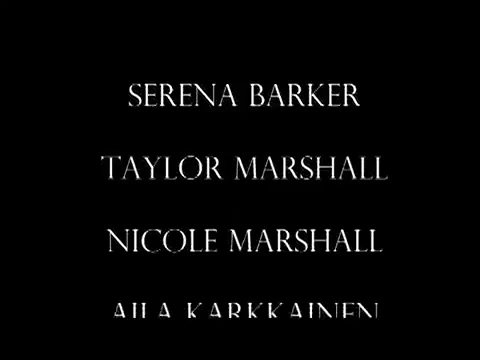 SERENA BARKER
TAYLOR MARSHALL
NICOLE MARSHALL
AILA KARKKAINEN